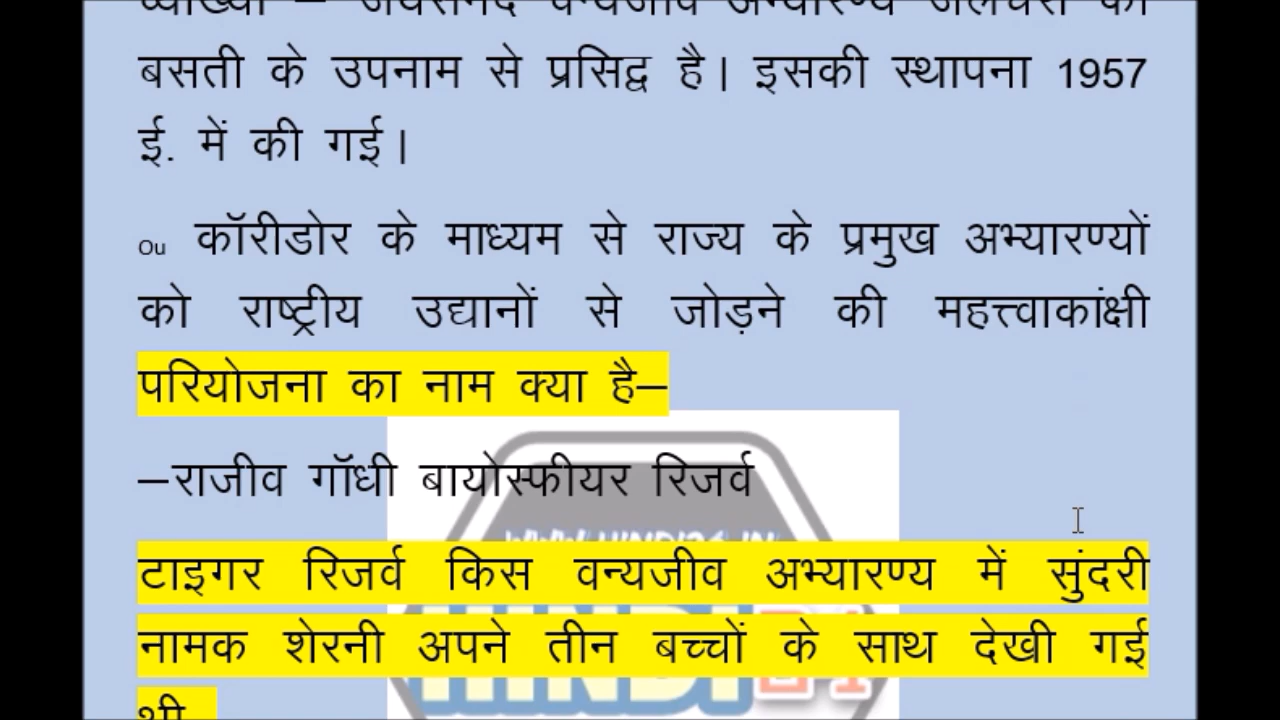 बसती के उपनाम से प्रसिद्व है। इसकी स्थापना 1957
ई. में की गई।
Ou कॉरीडोर के माध्यम से राज्य के प्रमुख अभ्यारण्यों
को राष्ट्रीय उद्यानों से जोड़ने की महत्त्वाकांक्षी
परियोजना का नाम क्या है–
–राजीव गॉधी बायोस्फीयर रिजर्व
टाइगर रिजर्व किस वन्यजीव अभ्यारण्य में सुंदरी
नामक शेरनी अपने तीन बच्चों के साथ देखी गई
थी